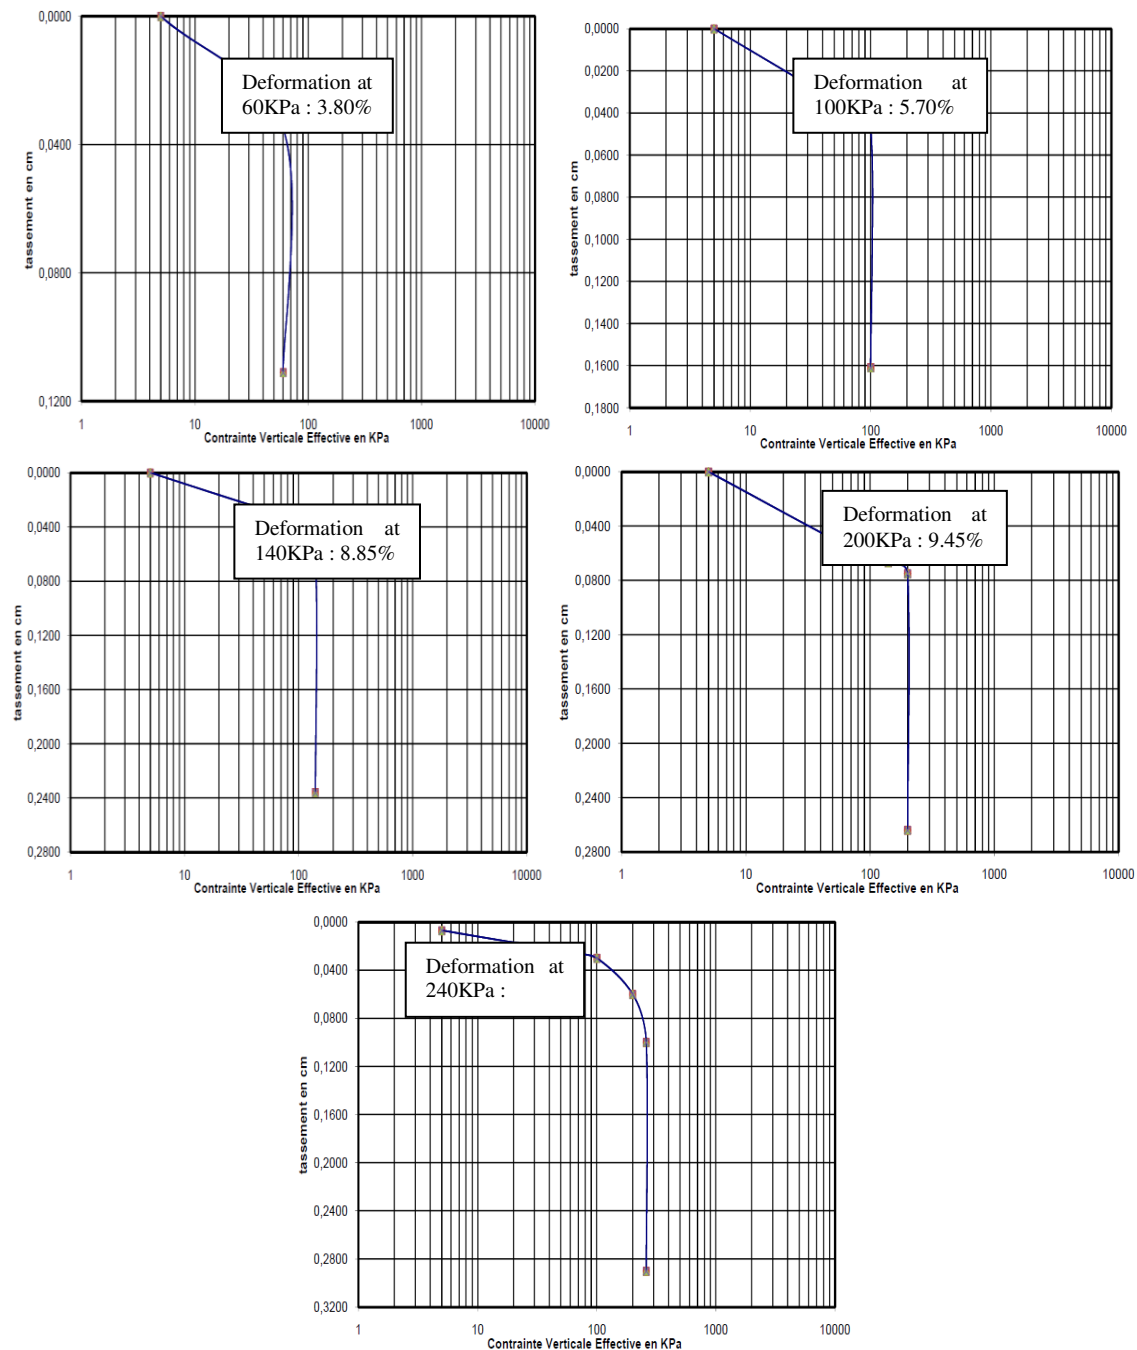 0,0000
0,0400
0,0800
0,1200
tassement en cm
Deformation at
60KPa : 3.80%
1 10 100 1000 10000
Contrainte Verticale Effective en KPa
0,0000
0,0200
0,0400
0,0600
0,0800
0,1000
0,1200
0,1400
0,1600
0,1800
tassement en cm
Deformation at
100KPa : 5.70%
1 10 100 1000 10000
Contrainte Verticale Effective en KPa
0,0000
0,0400
0,0800
0,1200
0,1600
0,2000
0,2400
0,2800
tassement en cm
Deformation at
140KPa : 8.85%
1 10 100 1000 10000
Contrainte Verticale Effective en KPa
0,0000
0,0400
0,0800
0,1200
0,1600
0,2000
0,2400
0,2800
tassement en cm
Deformation at
200KPa : 9.45%
1 10 100 1000 10000
Contrainte Verticale Effective en KPa
0,0000
0,0400
0,0800
0,1200
0,1600
0,2000
0,2400
0,2800
0,3200
tassement en cm
Deformation at
240KPa :
1 10 100 1000 10000
Contrainte Verticale Effective en KPa